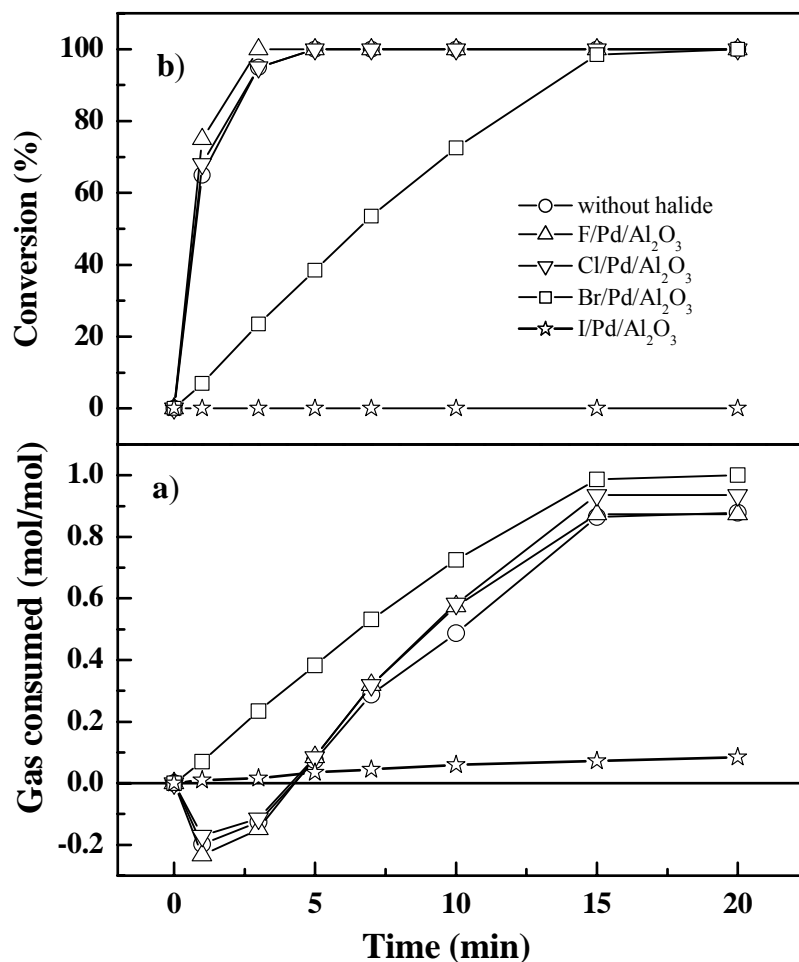 b)
Conversion (%)
100
80
60
40
20
0
without halide
F/Pd/Al₂O₃
Cl/Pd/Al₂O₃
Br/Pd/Al₂O₃
I/Pd/Al₂O₃
a)
Gas consumed (mol/mol)
1.0
0.8
0.6
0.4
0.2
0.0
-0.2
0
5
10
15
20
Time (min)